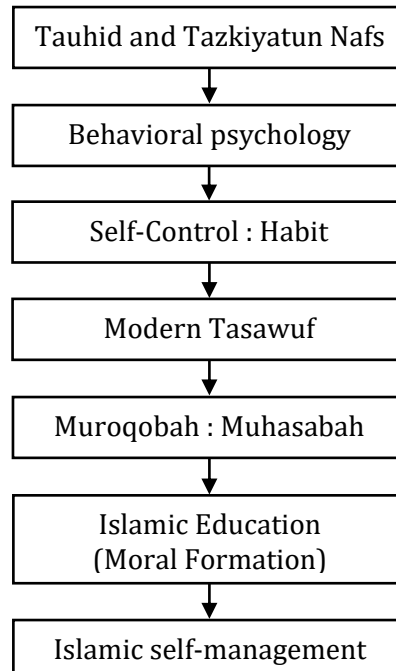 Tauhid and Tazkiyatun Nafs
Behavioral psychology
Self-Control : Habit
Modern Tasawuf
Muroqobah : Muhasabah
Islamic Education
(Moral Formation)
Islamic self-management